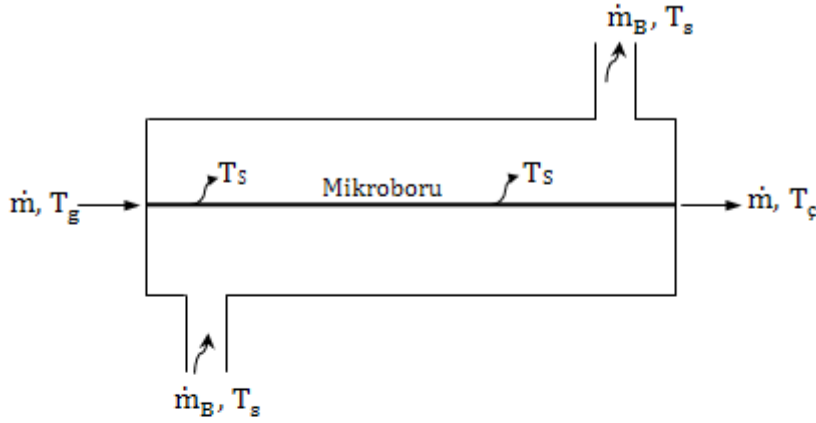 ṁ_B, T_s
T_S
T_S
Mikroboru
ṁ, T_g
ṁ, T_ç
ṁ_B, T_s